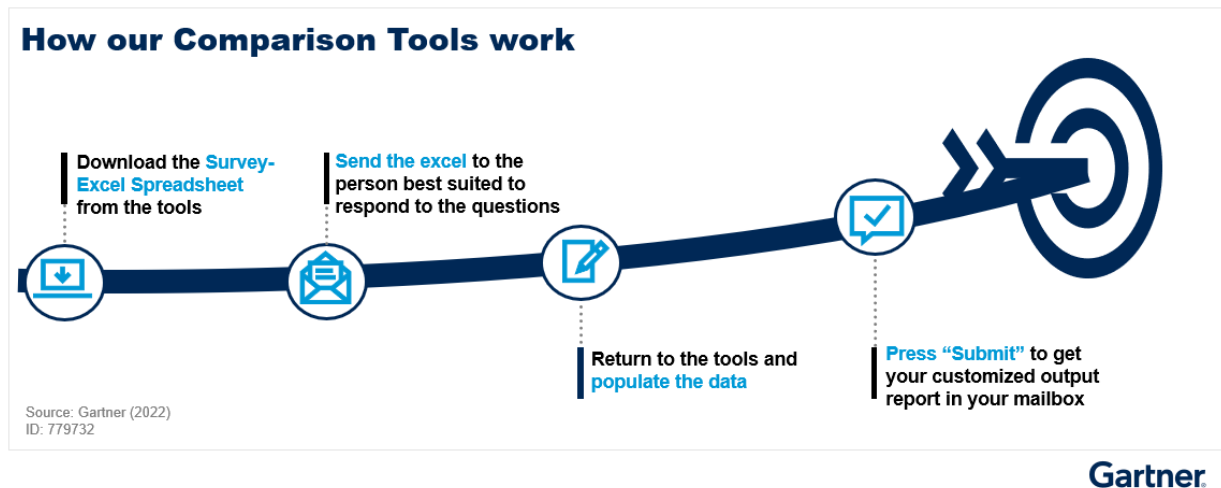 How our Comparison Tools work
Download the Survey-
Excel Spreadsheet
from the tools
Send the excel to the
person best suited to
respond to the questions
Return to the tools and
populate the data
Press “Submit” to get
your customized output
report in your mailbox
Source: Gartner (2022)
ID: 779732
Gartner®